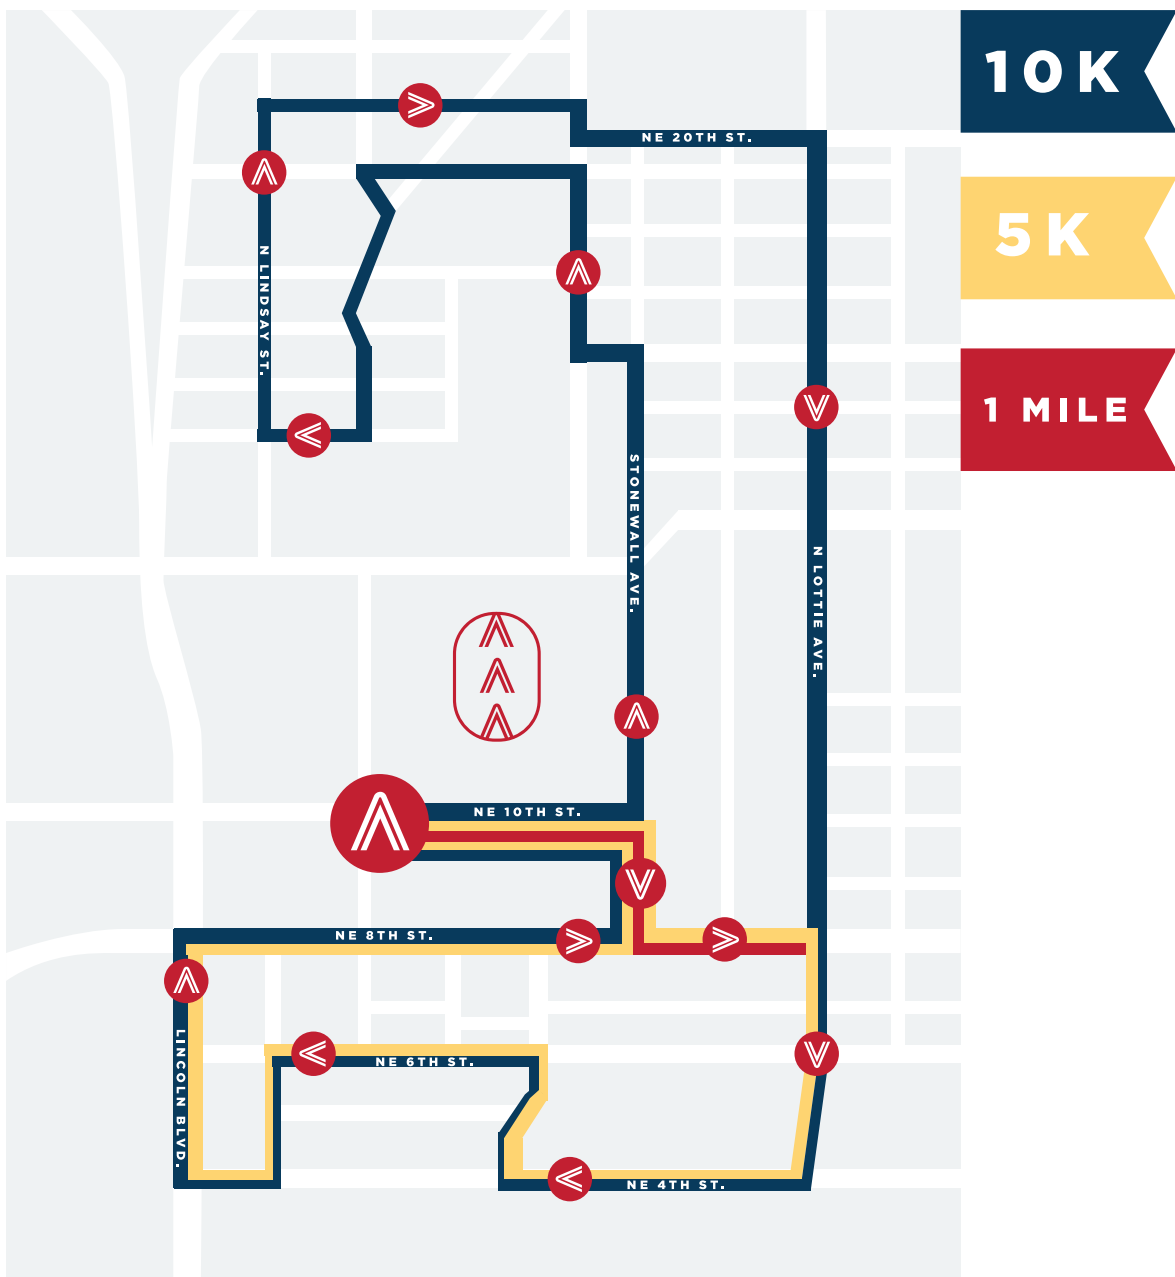 10K
5K
1 MILE
NE 20TH ST.
N LINDSAY ST.
STONEWALL AVE.
N LOTTIE AVE.
NE 10TH ST.
NE 8TH ST.
LINCOLN BLVD.
NE 6TH ST.
NE 4TH ST.